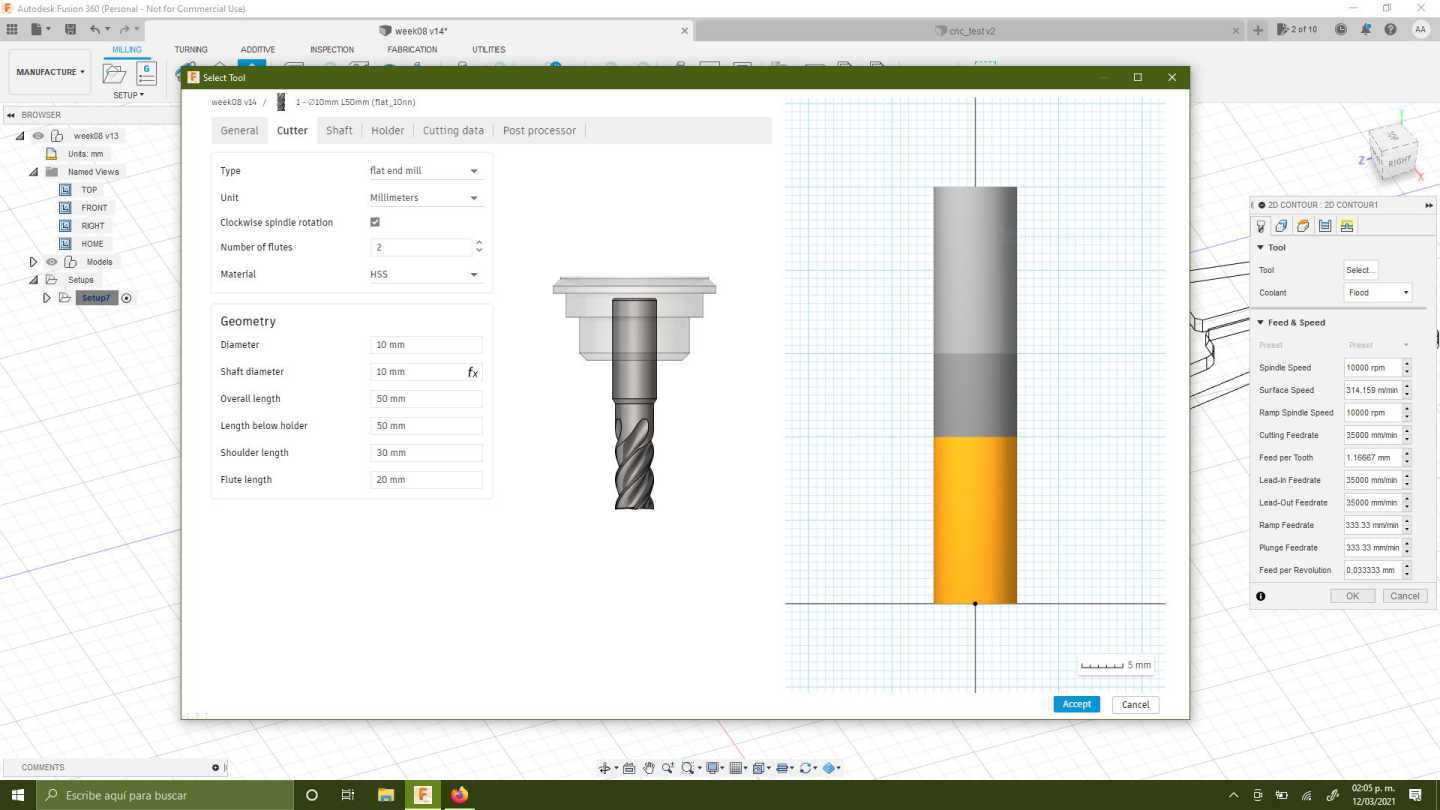 Autodesk Fusion 360 (Personal - Not for Commercial Use)
week08 v14*
cnc_test v2
2 of 10
AA
MILLING TURNING ADDITIVE INSPECTION FABRICATION UTILITIES
MANUFACTURE
G
SETUP
Select Tool
week08 v14 / 1 - Ø10mm L50mm (flat_10nn)
General Cutter Shaft Holder Cutting data Post processor
Type flat end mill
Unit Millimeters
Clockwise spindle rotation
Number of flutes 2
Material HSS
Geometry
Diameter 10 mm
Shaft diameter 10 mm fx
Overall length 50 mm
Length below holder 50 mm
Shoulder length 30 mm
Flute length 20 mm
5 mm
Accept Cancel
BROWSER
week08 v13
Units: mm
Named Views
TOP
FRONT
RIGHT
HOME
Models
Setups
Setup7
TOP
RIGHT
Z
Y
X
2D CONTOUR : 2D CONTOUR1
Tool
Tool Select...
Coolant Flood
Feed & Speed
Preset Preset
Spindle Speed 10000 rpm
Surface Speed 314.159 m/min
Ramp Spindle Speed 10000 rpm
Cutting Feedrate 35000 mm/min
Feed per Tooth 1.16667 mm
Lead-In Feedrate 35000 mm/min
Lead-Out Feedrate 35000 mm/min
Ramp Feedrate 333.33 mm/min
Plunge Feedrate 333.33 mm/min
Feed per Revolution 0.033333 mm
OK Cancel
COMMENTS
Escribe aquí para buscar
02:05 p. m.
12/03/2021